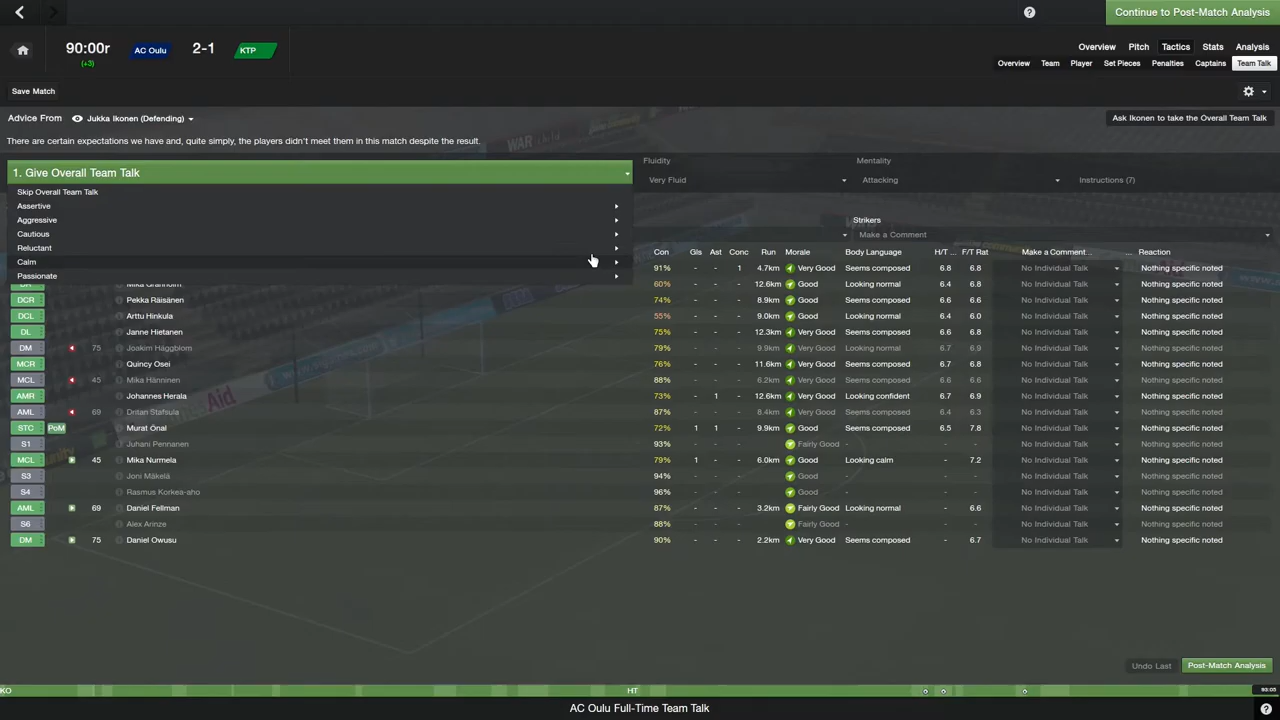 Continue to Post-Match Analysis
90:00r AC Oulu 2-1 KTP
(+3)
Overview Pitch Tactics Stats Analysis
Overview Team Player Set Pieces Penalties Captains Team Talk
Save Match
Advice From Jukka Ikonen (Defending) Ask Ikonen to take the Overall Team Talk
There are certain expectations we have and, quite simply, the players didn't meet them in this match despite the result.
1. Give Overall Team Talk
Fluidity Mentality
Very Fluid Attacking Instructions (7)
Skip Overall Team Talk
Assertive
Aggressive
Cautious
Reluctant
Calm
Passionate
Strikers
Make a Comment
Con Gls Ast Conc Run Morale Body Language H/T ... F/T Rat Make a Comment... ... Reaction
91% - - 1 4.7km Very Good Seems composed 6.8 6.8 No Individual Talk Nothing specific noted
DR Mika Granholm 60% - - - 12.6km Good Looking normal 6.4 6.8 No Individual Talk Nothing specific noted
DCR Pekka Räisänen 74% - - - 8.9km Good Seems composed 6.6 6.6 No Individual Talk Nothing specific noted
DCL Arttu Hinkula 55% - - - 9.0km Good Looking normal 6.4 6.0 No Individual Talk Nothing specific noted
DL Janne Hietanen 75% - - - 12.3km Very Good Seems composed 6.6 6.8 No Individual Talk Nothing specific noted
DM 75 Joakim Häggblom 79% - - - 9.9km Very Good Looking normal 6.7 6.9 No Individual Talk Nothing specific noted
MCR Quincy Osei 76% - - - 11.6km Very Good Seems composed 6.7 6.8 No Individual Talk Nothing specific noted
MCL 45 Mika Hänninen 88% - - - 6.2km Very Good Seems composed 6.6 6.6 No Individual Talk Nothing specific noted
AMR Johannes Herala 73% - 1 - 12.6km Very Good Looking confident 6.7 6.9 No Individual Talk Nothing specific noted
AML 69 Dritan Stafsula 87% - - - 8.4km Very Good Seems composed 6.4 6.3 No Individual Talk Nothing specific noted
STC PoM Murat Önal 72% 1 1 - 9.9km Good Seems composed 6.5 7.8 No Individual Talk Nothing specific noted
S1 Juhani Pennanen 93% Fairly Good - No Individual Talk Nothing specific noted
MCL 45 Mika Nurmela 79% 1 - - 6.0km Good Looking calm - 7.2 No Individual Talk Nothing specific noted
S3 Joni Mäkelä 94% Good - No Individual Talk Nothing specific noted
S4 Rasmus Korkea-aho 96% Good - No Individual Talk Nothing specific noted
AML 69 Daniel Fellman 87% - - - 3.2km Fairly Good Looking normal - 6.6 No Individual Talk Nothing specific noted
S6 Alex Arinze 88% Fairly Good - No Individual Talk Nothing specific noted
DM 75 Daniel Owusu 90% - - - 2.2km Very Good Seems composed - 6.7 No Individual Talk Nothing specific noted
Undo Last Post-Match Analysis
KO HT 93:05
AC Oulu Full-Time Team Talk